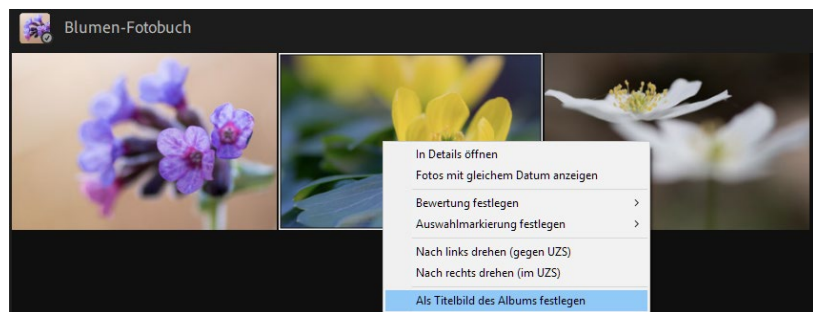 Blumen-Fotobuch
In Details öffnen
Fotos mit gleichem Datum anzeigen
Bewertung festlegen
Auswahlmarkierung festlegen
Nach links drehen (gegen UZS)
Nach rechts drehen (im UZS)
Als Titelbild des Albums festlegen